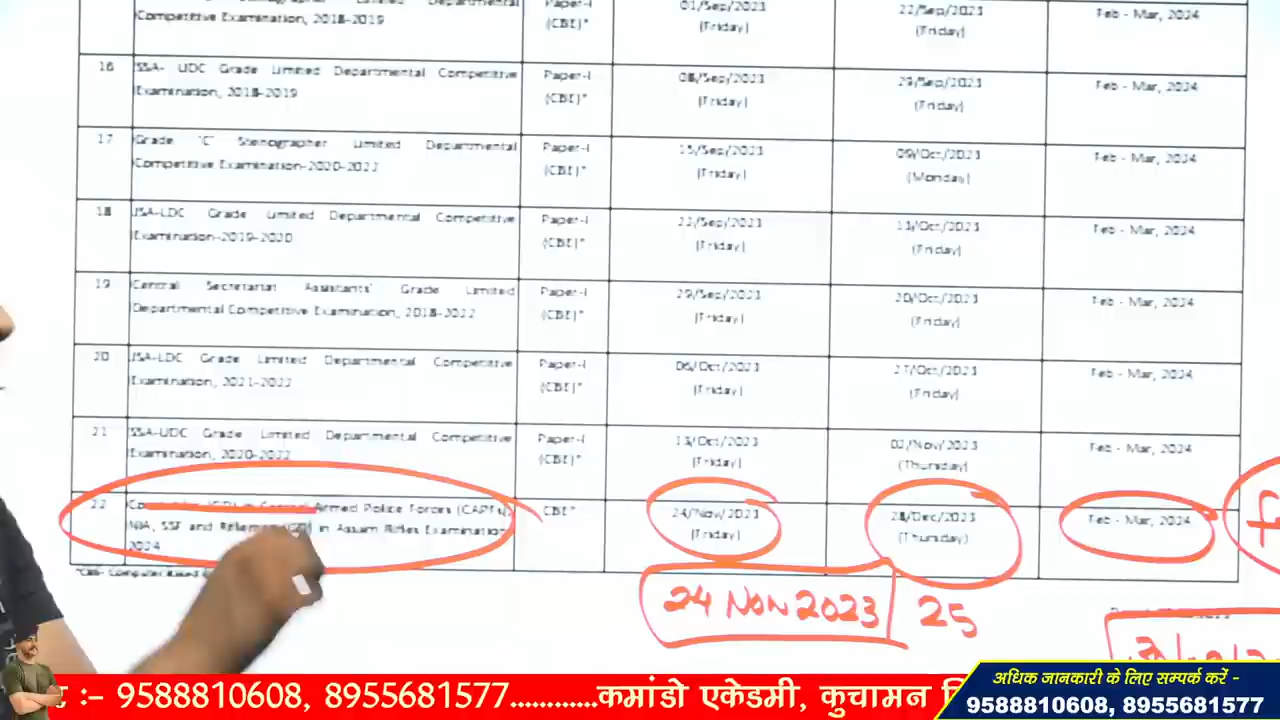 Competitive Examination, 2018-2019
Paper-I
(CBE)*
01/Sep/2023
(Friday)
22/Sep/2023
(Friday)
Feb - Mar, 2024
16
SSA- UDC Grade Limited Departmental Competitive
Examination, 2018-2019
Paper-I
(CBE)*
08/Sep/2023
(Friday)
29/Sep/2023
(Friday)
Feb - Mar, 2024
17
Grade 'C' Stenographer Limited Departmental
Competitive Examination-2020-2022
Paper-I
(CBE)*
15/Sep/2023
(Friday)
09/Oct/2023
(Monday)
Feb - Mar, 2024
18
JSA-LDC Grade Limited Departmental Competitive
Examination-2019-2020
Paper-I
(CBE)*
22/Sep/2023
(Friday)
13/Oct/2023
(Friday)
Feb - Mar, 2024
19
Central Secretariat Assistants' Grade Limited
Departmental Competitive Examination, 2018-2022
Paper-I
(CBE)*
29/Sep/2023
(Friday)
20/Oct/2023
(Friday)
Feb - Mar, 2024
20
JSA-LDC Grade Limited Departmental Competitive
Examination, 2021-2022
Paper-I
(CBE)*
06/Oct/2023
(Friday)
27/Oct/2023
(Friday)
Feb - Mar, 2024
21
SSA-UDC Grade Limited Departmental Competitive
Examination, 2020-2022
Paper-I
(CBE)*
13/Oct/2023
(Friday)
02/Nov/2023
(Thursday)
Feb - Mar, 2024
22
Armed Police Forces (CAPFs),
NIA, SSF and Rifleman (GD) in Assam Rifles Examination
2024
CBE*
24/Nov/2023
(Friday)
28/Dec/2023
(Thursday)
Feb - Mar, 2024
*CBE- Computer Based
24 Nov 2023
25
:- 9588810608, 8955681577............कमांडो एकेडमी, कुचामन
अधिक जानकारी के लिए सम्पर्क करें -
9588810608, 8955681577